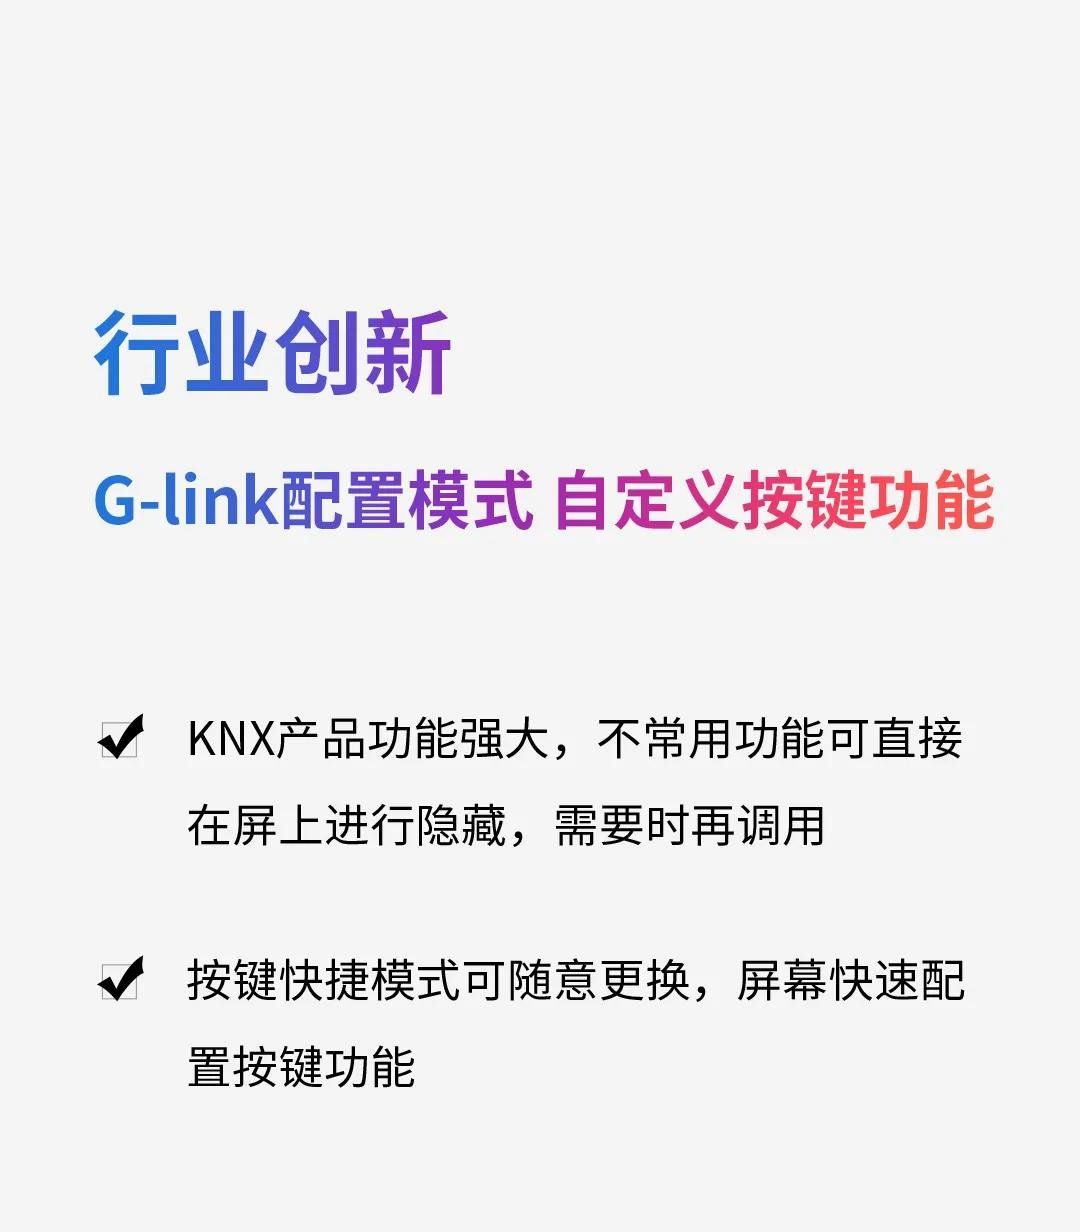 行业创新
G-link配置模式 自定义按键功能
KNX产品功能强大，不常用功能可直接
在屏上进行隐藏，需要时再调用
按键快捷模式可随意更换，屏幕快速配
置按键功能